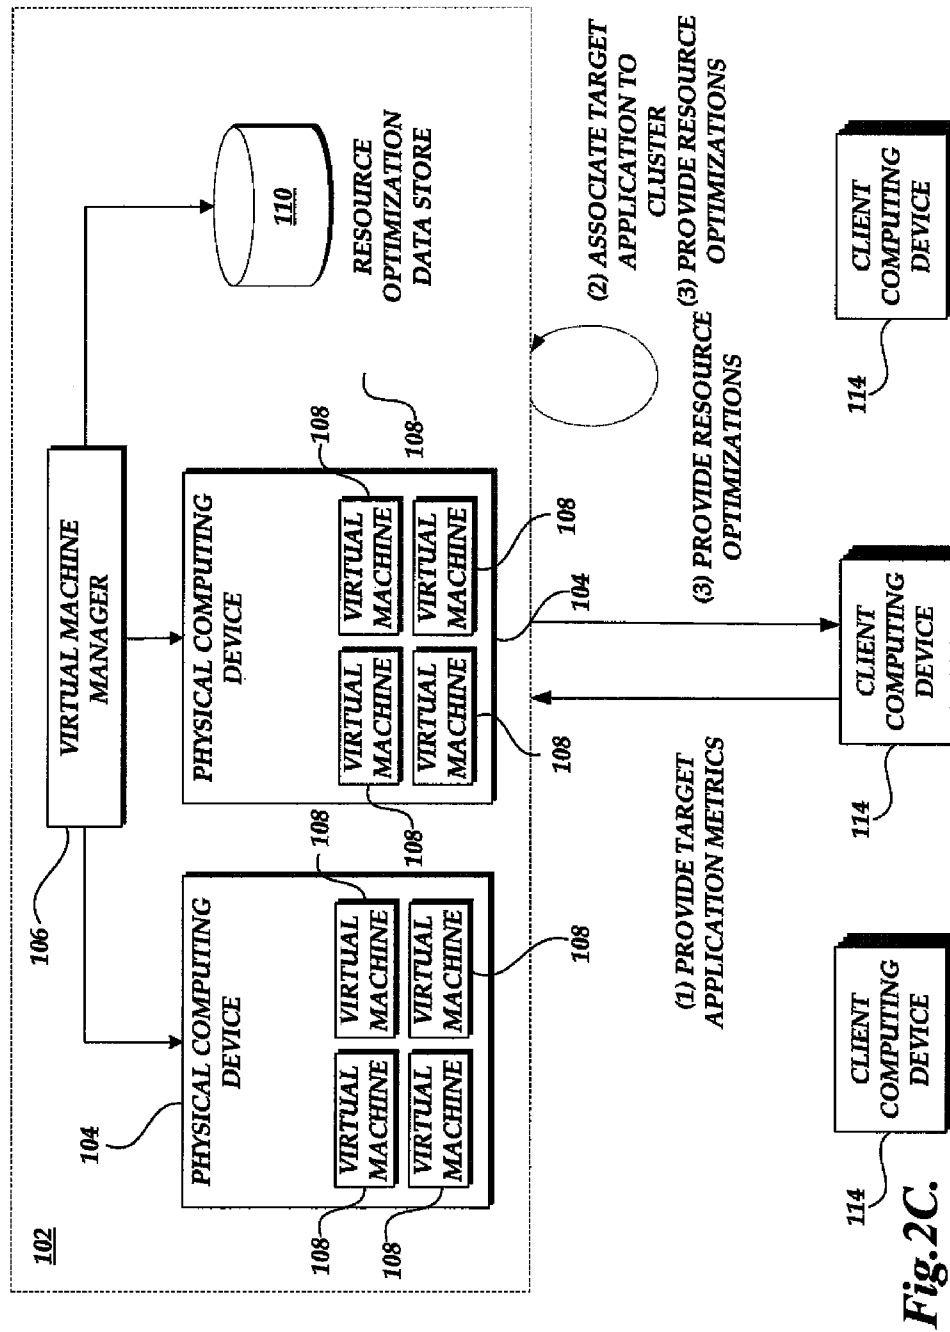 102
106
VIRTUAL MACHINE
MANAGER
104
PHYSICAL COMPUTING
DEVICE
VIRTUAL
MACHINE
VIRTUAL
MACHINE
VIRTUAL
MACHINE
VIRTUAL
MACHINE
108
108
108
108
PHYSICAL COMPUTING
DEVICE
VIRTUAL
MACHINE
VIRTUAL
MACHINE
VIRTUAL
MACHINE
VIRTUAL
MACHINE
108
108
108
108
104
108
110
RESOURCE
OPTIMIZATION
DATA STORE
(1) PROVIDE TARGET
APPLICATION METRICS
(2) ASSOCIATE TARGET
APPLICATION TO
CLUSTER
(3) PROVIDE RESOURCE
OPTIMIZATIONS
(3) PROVIDE RESOURCE
OPTIMIZATIONS
CLIENT
COMPUTING
DEVICE
114
CLIENT
COMPUTING
DEVICE
114
CLIENT
COMPUTING
DEVICE
114
Fig.2C.